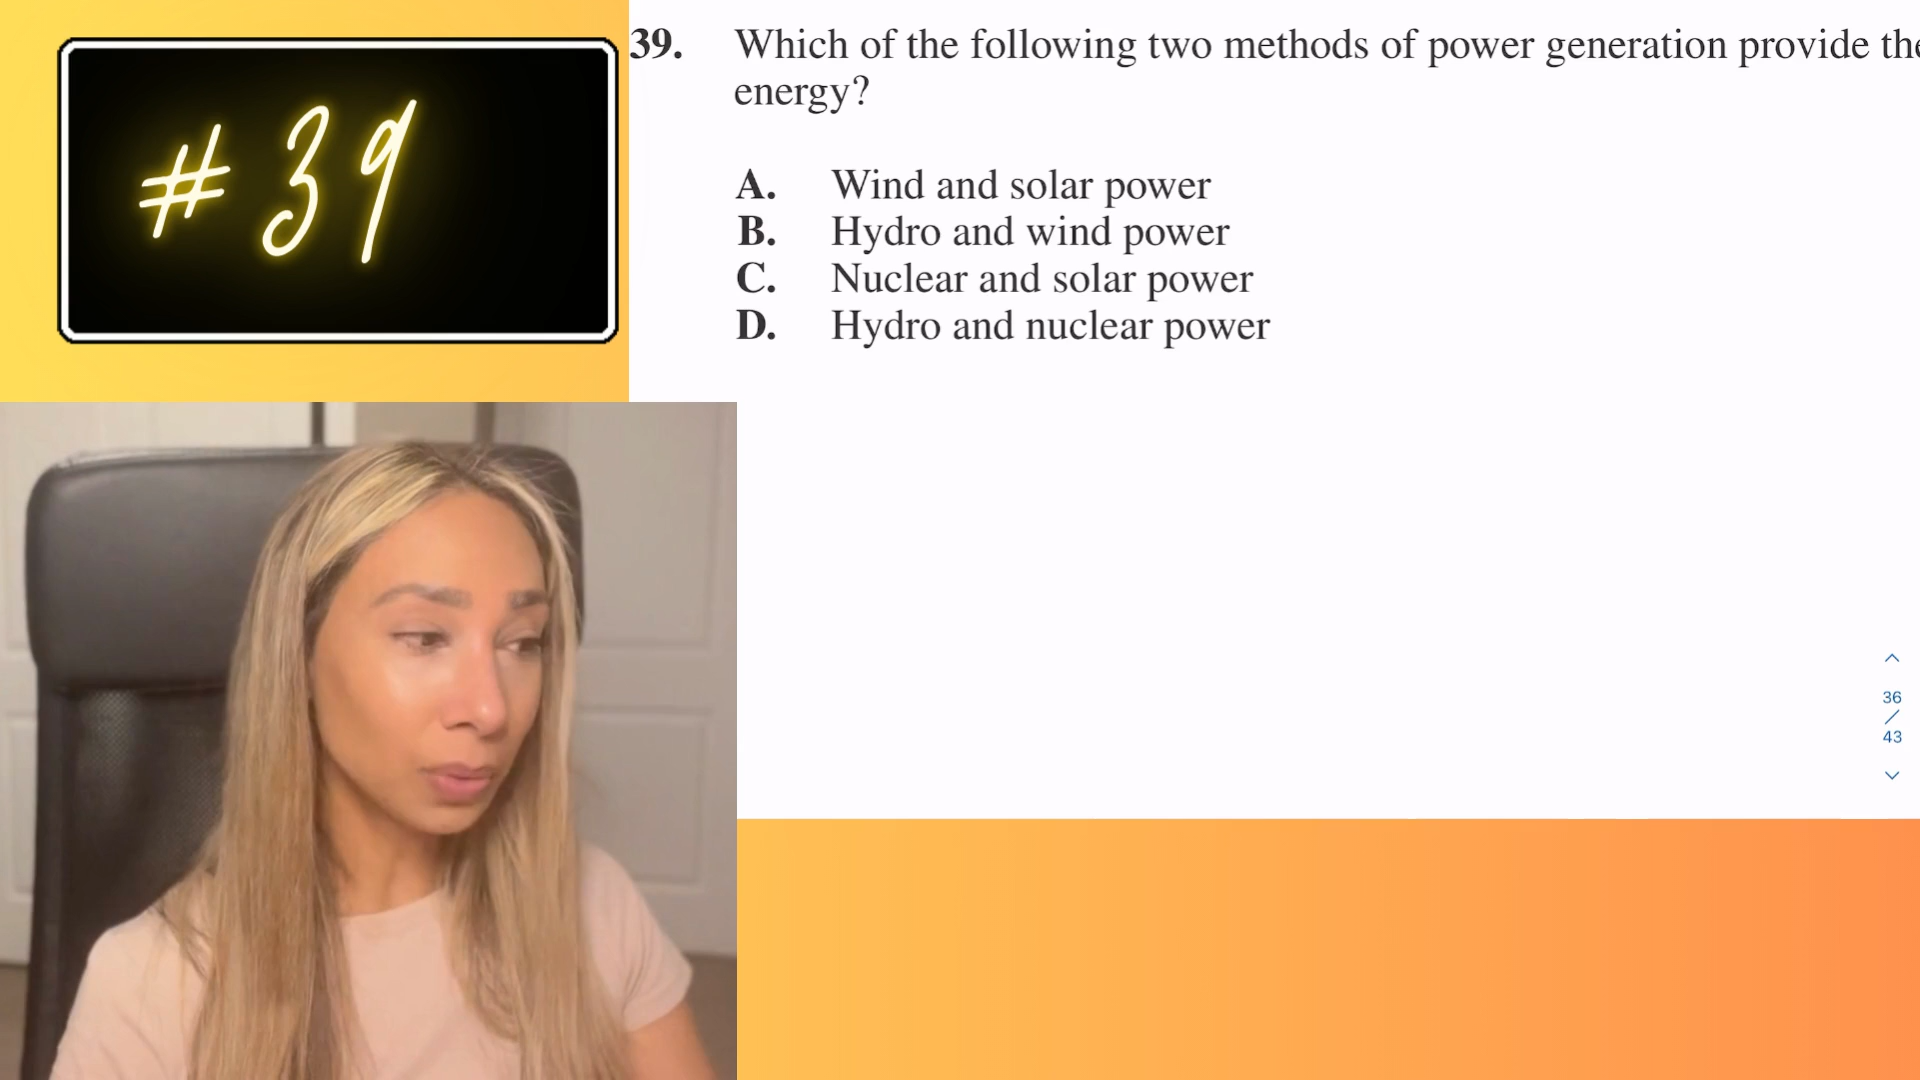 # 39
39. Which of the following two methods of power generation provide the
energy?
A. Wind and solar power
B. Hydro and wind power
C. Nuclear and solar power
D. Hydro and nuclear power
36
/
43